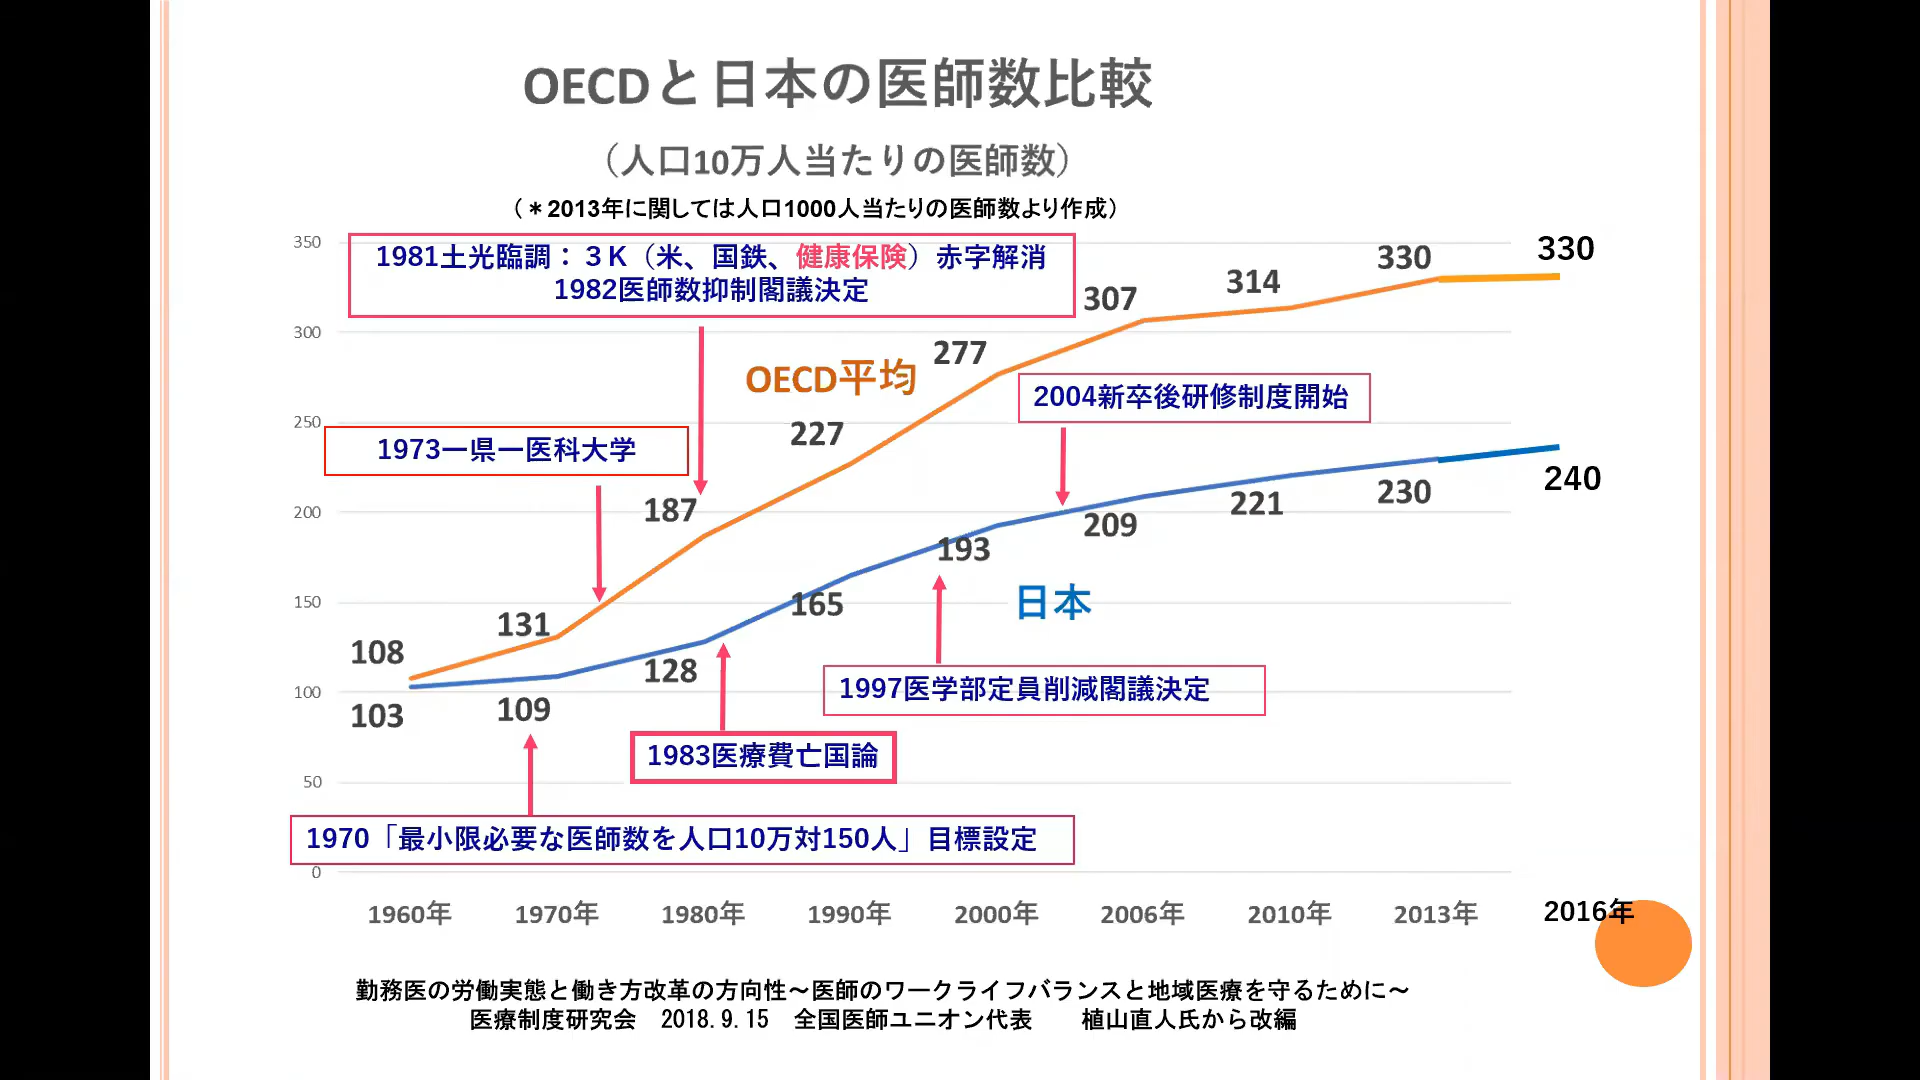 OECDと日本の医師数比較
（人口10万人当たりの医師数）
（＊2013年に関しては人口1000人当たりの医師数より作成）
350
1981土光臨調：３K（米、国鉄、健康保険）赤字解消
1982医師数抑制閣議決定
330
330
314
307
300
277
OECD平均
2004新卒後研修制度開始
250
227
1973一県一医科大学
240
230
221
209
200
187
193
日本
165
150
131
108
128
1997医学部定員削減閣議決定
100
103
109
1983医療費亡国論
50
1970「最小限必要な医師数を人口10万対150人」目標設定
0
1960年 1970年 1980年 1990年 2000年 2006年 2010年 2013年 2016年
勤務医の労働実態と働き方改革の方向性～医師のワークライフバランスと地域医療を守るために～
医療制度研究会　2018.9.15　全国医師ユニオン代表　　植山直人氏から改編